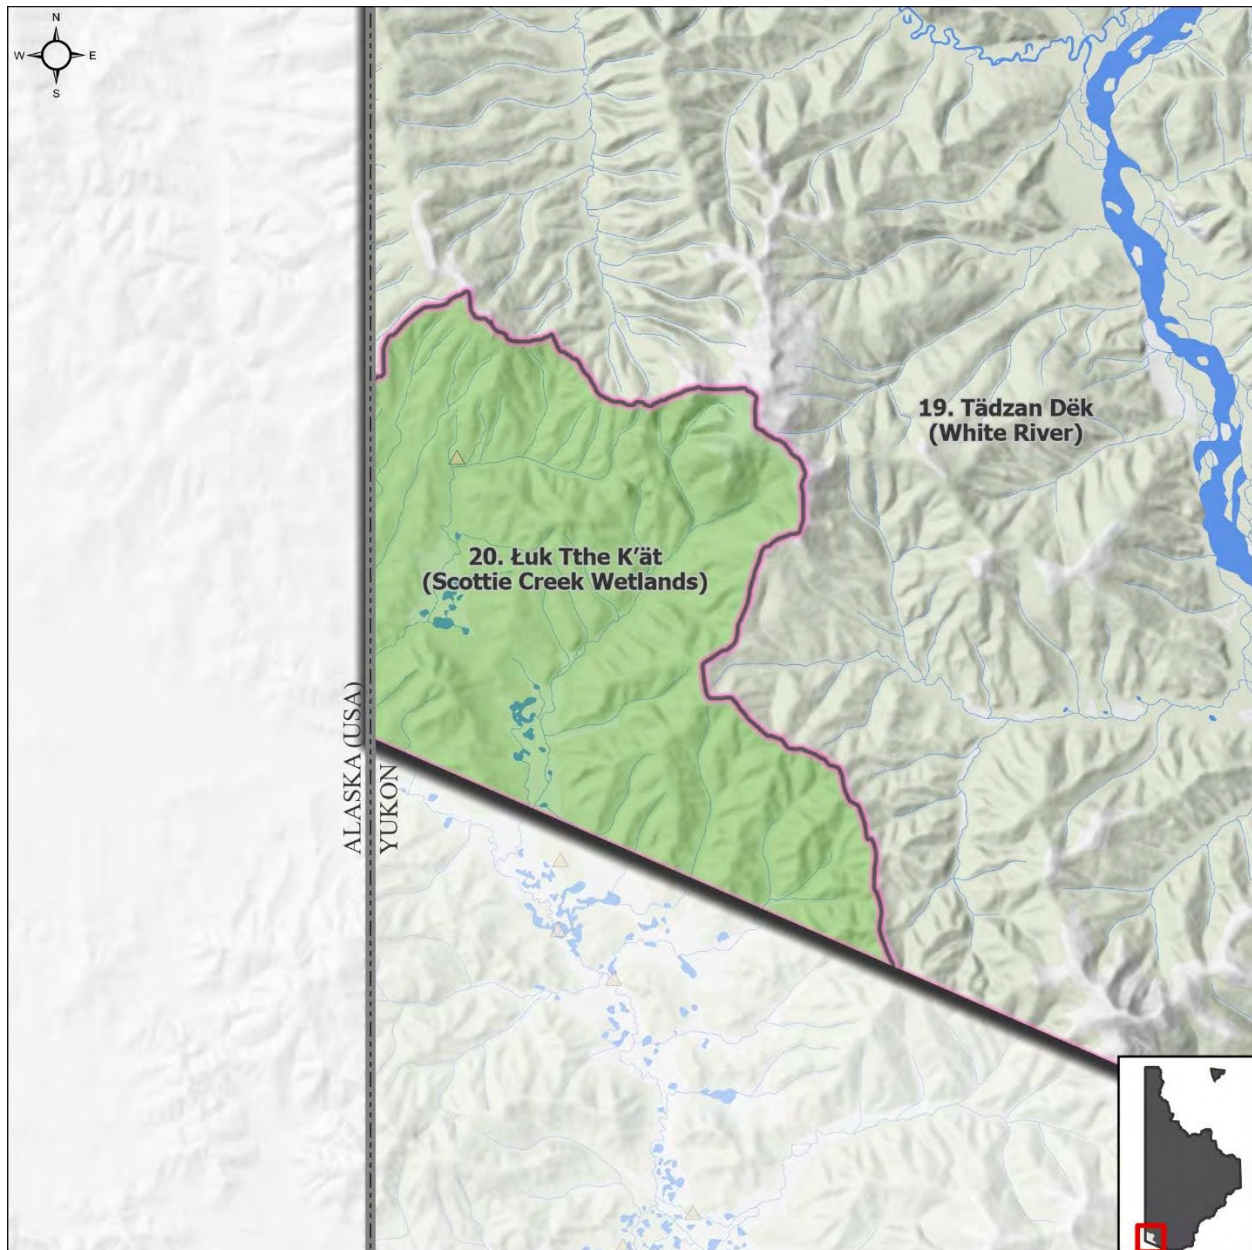 N
W E
S
19. Tädzan Dëk
(White River)
20. Łuk Tthe K’ät
(Scottie Creek Wetlands)
ALASKA (USA)
YUKON